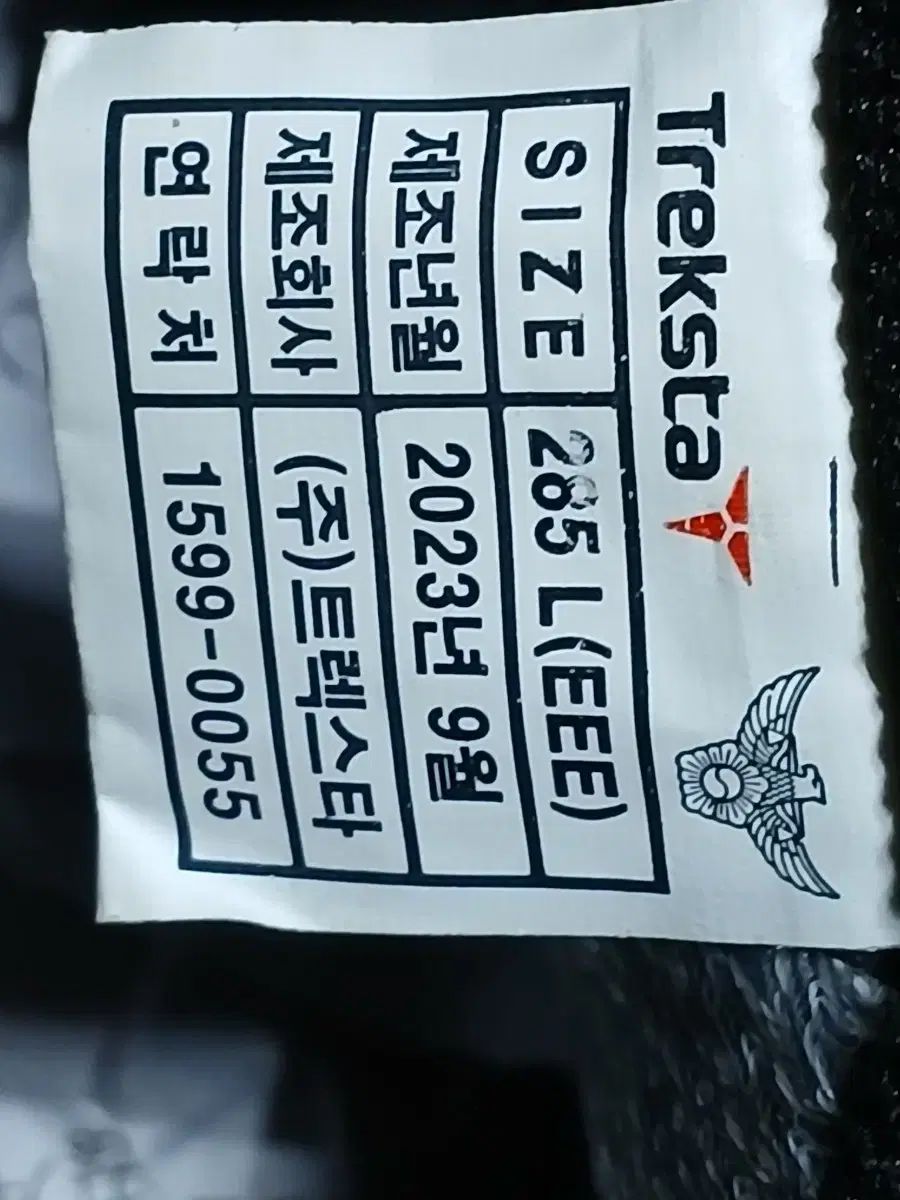 Treksta
SIZE 265 L(EEE)
제조년월 2023년 9월
제조회사 (주)트렉스타
연락처 1599-0055